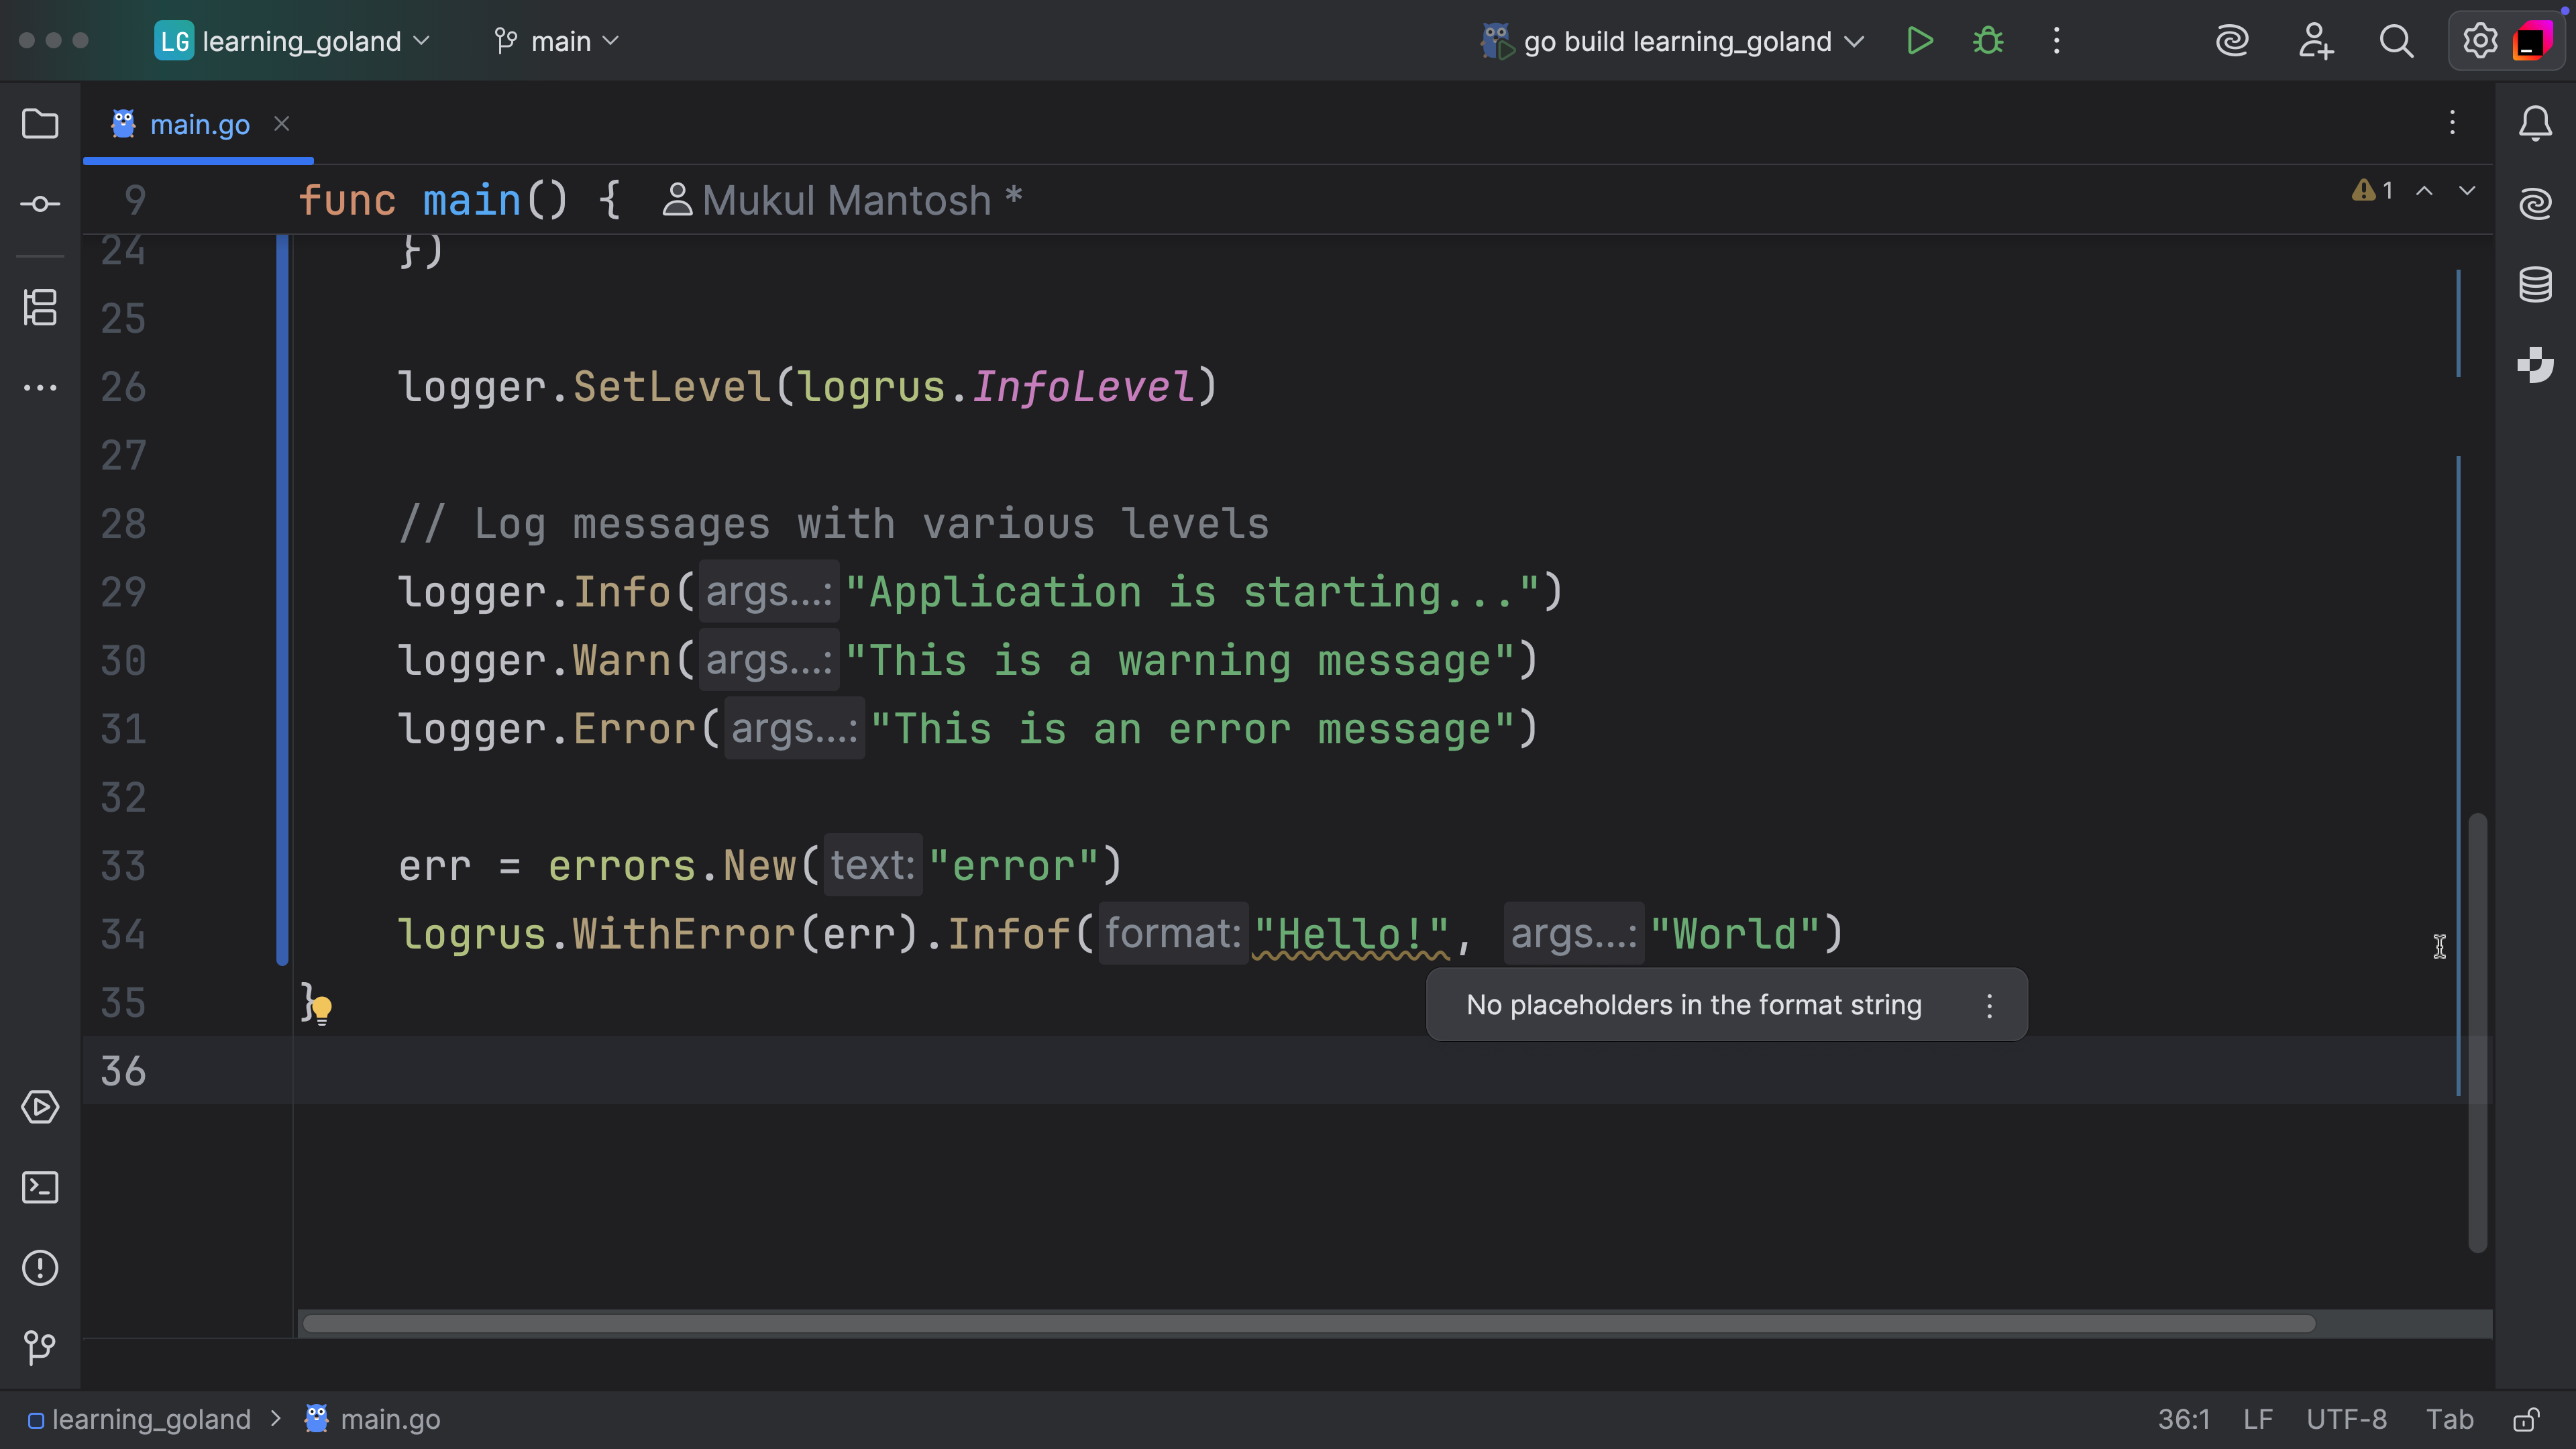 LG learning_goland main go build learning_goland
main.go
9 func main() { Mukul Mantosh *
1
24 })
25
26 logger.SetLevel(logrus.InfoLevel)
27
28 // Log messages with various levels
29 logger.Info(args...:"Application is starting...")
30 logger.Warn(args...:"This is a warning message")
31 logger.Error(args...:"This is an error message")
32
33 err = errors.New(text:"error")
34 logrus.WithError(err).Infof(format:"Hello!", args...:"World")
35 }
No placeholders in the format string
36
learning_goland > main.go 36:1 LF UTF-8 Tab